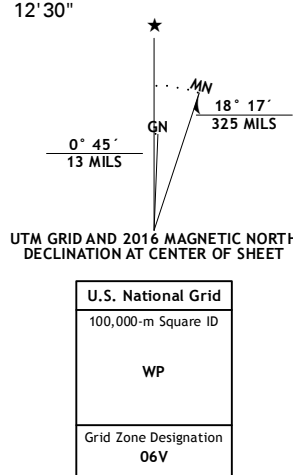 12'30"
MN
18° 17´
325 MILS
GN
0° 45´
13 MILS
UTM GRID AND 2016 MAGNETIC NORTH
DECLINATION AT CENTER OF SHEET
U.S. National Grid
100,000-m Square ID
WP
Grid Zone Designation
06V